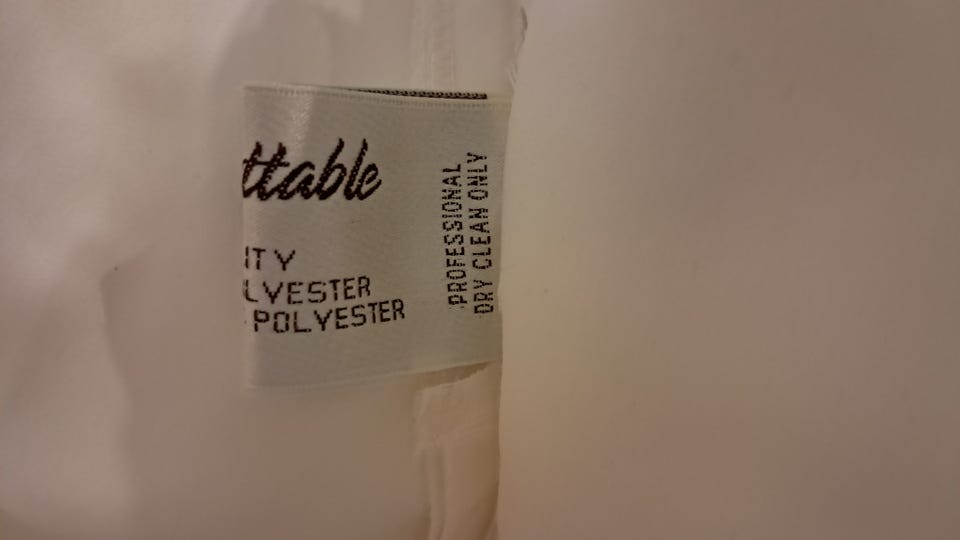 ttable
ITY
LYESTER
POLYESTER
PROFESSIONAL
DRY CLEAN ONLY